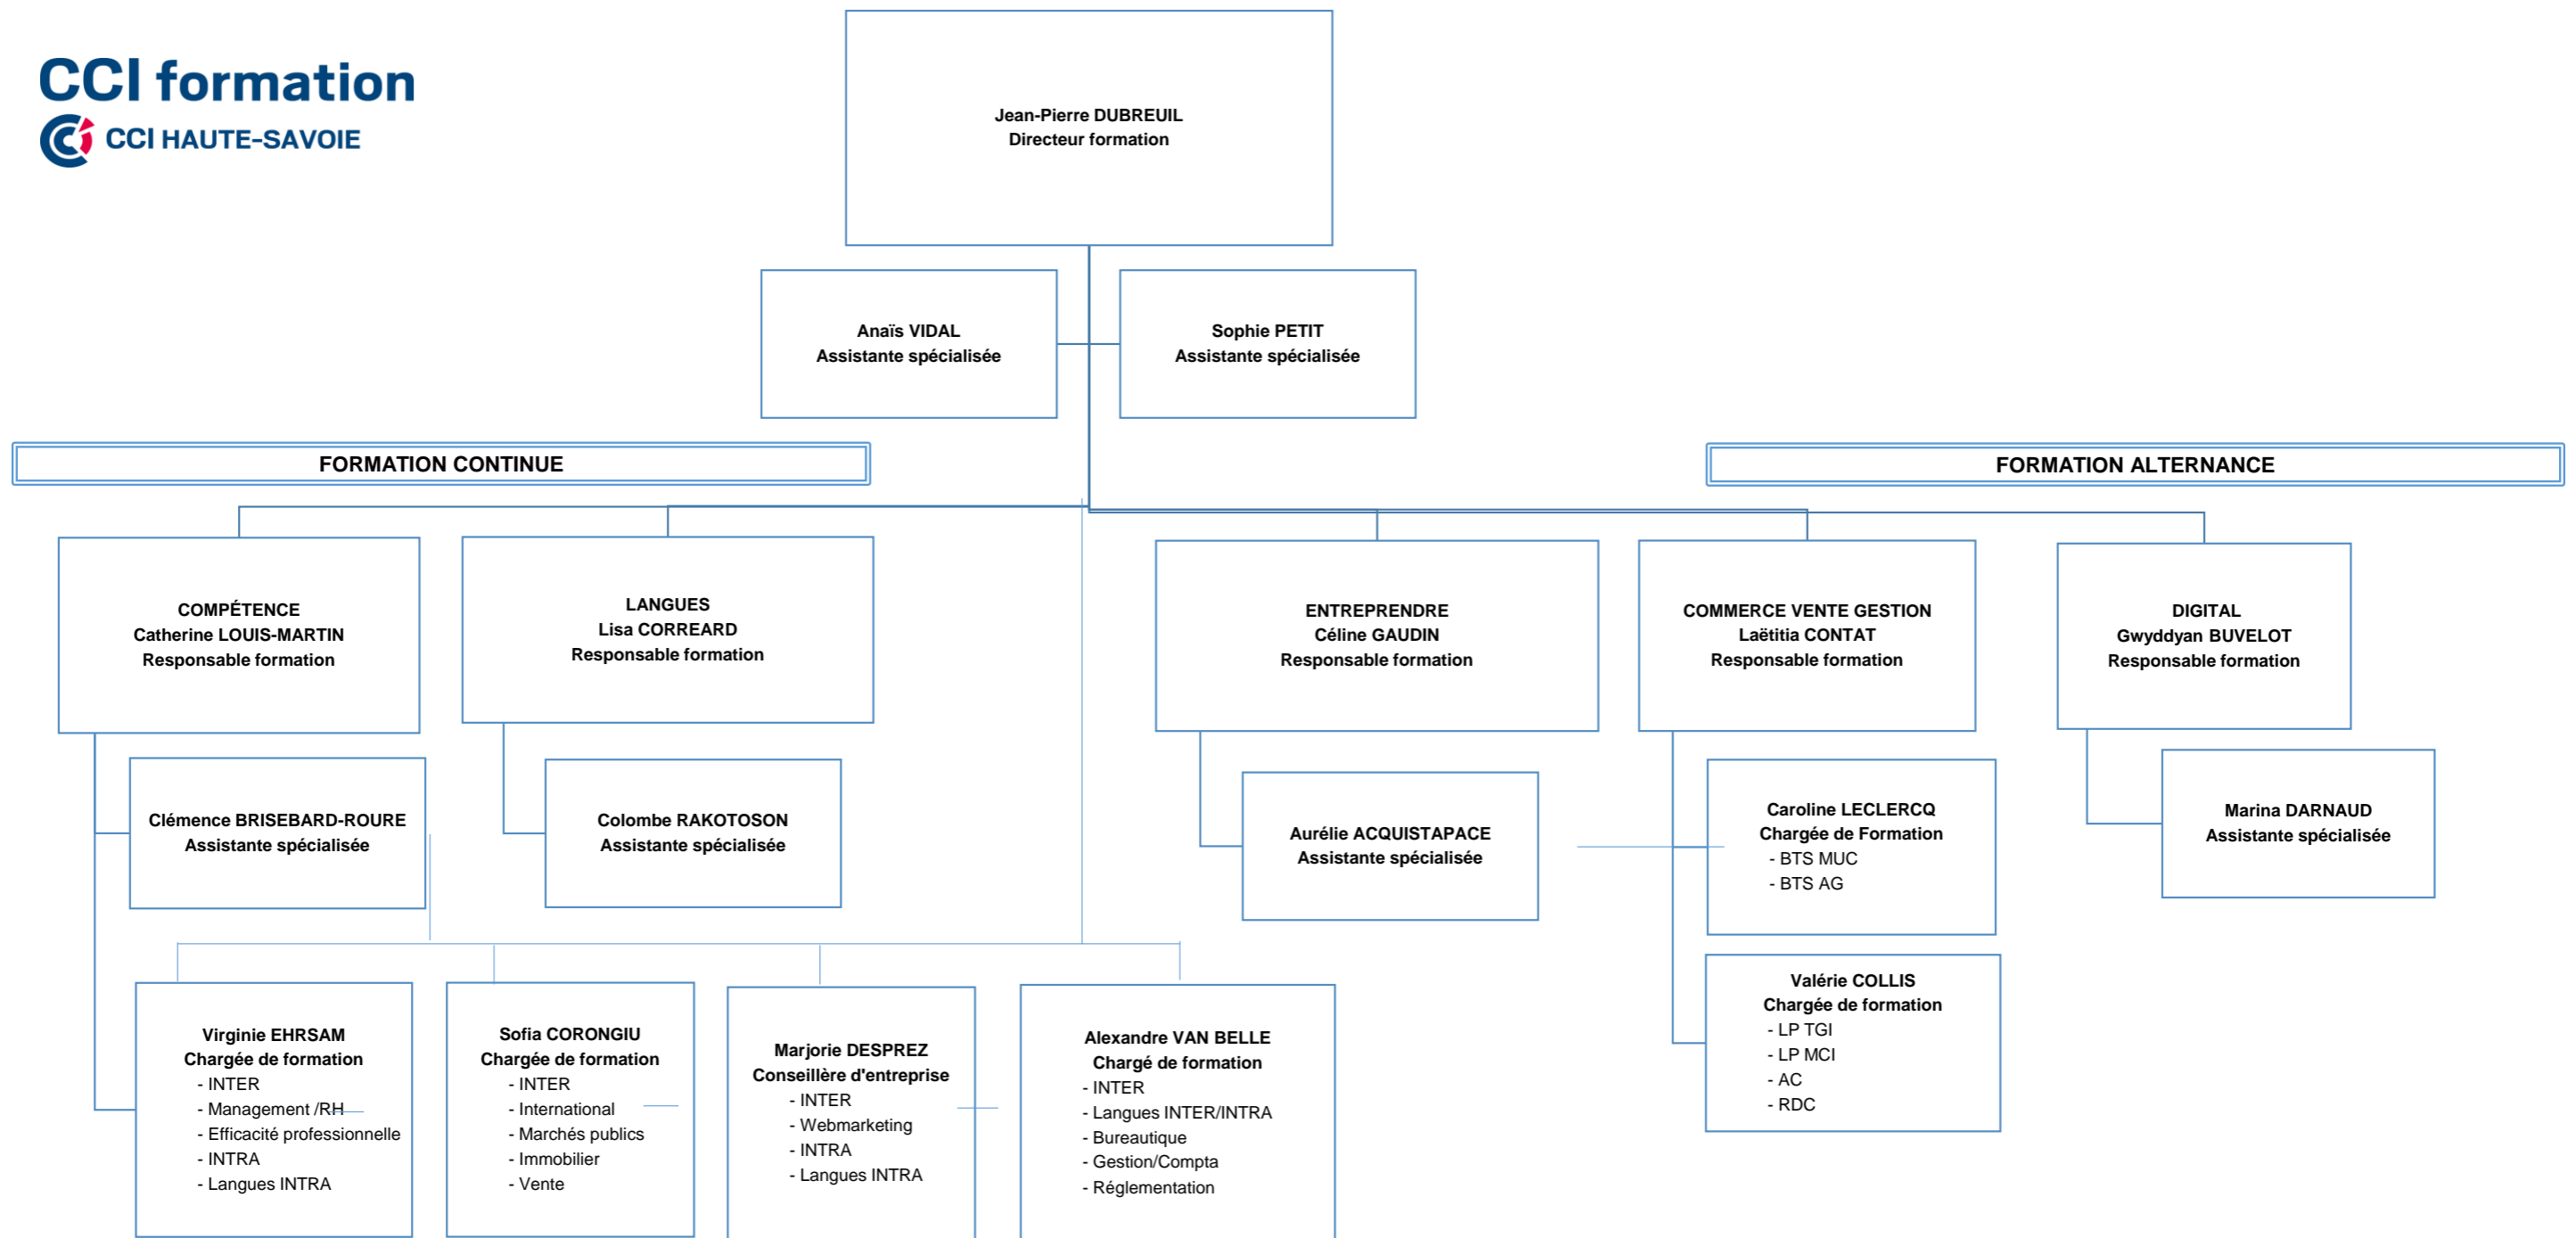 CCI formation
CCI HAUTE-SAVOIE
Jean-Pierre DUBREUIL
Directeur formation
Anaïs VIDAL
Assistante spécialisée
Sophie PETIT
Assistante spécialisée
FORMATION CONTINUE
FORMATION ALTERNANCE
COMPÉTENCE
Catherine LOUIS-MARTIN
Responsable formation
LANGUES
Lisa CORREARD
Responsable formation
ENTREPRENDRE
Céline GAUDIN
Responsable formation
COMMERCE VENTE GESTION
Laëtitia CONTAT
Responsable formation
DIGITAL
Gwyddyan BUVELOT
Responsable formation
Clémence BRISEBARD-ROURE
Assistante spécialisée
Colombe RAKOTOSON
Assistante spécialisée
Aurélie ACQUISTAPACE
Assistante spécialisée
Caroline LECLERCQ
Chargée de Formation
- BTS MUC
- BTS AG
Marina DARNAUD
Assistante spécialisée
Virginie EHRSAM
Chargée de formation
- INTER
- Management /RH
- Efficacité professionnelle
- INTRA
- Langues INTRA
Sofia CORONGIU
Chargée de formation
- INTER
- International
- Marchés publics
- Immobilier
- Vente
Marjorie DESPREZ
Conseillère d'entreprise
- INTER
- Webmarketing
- INTRA
- Langues INTRA
Alexandre VAN BELLE
Chargé de formation
- INTER
- Langues INTER/INTRA
- Bureautique
- Gestion/Compta
- Réglementation
Valérie COLLIS
Chargée de formation
- LP TGI
- LP MCI
- AC
- RDC